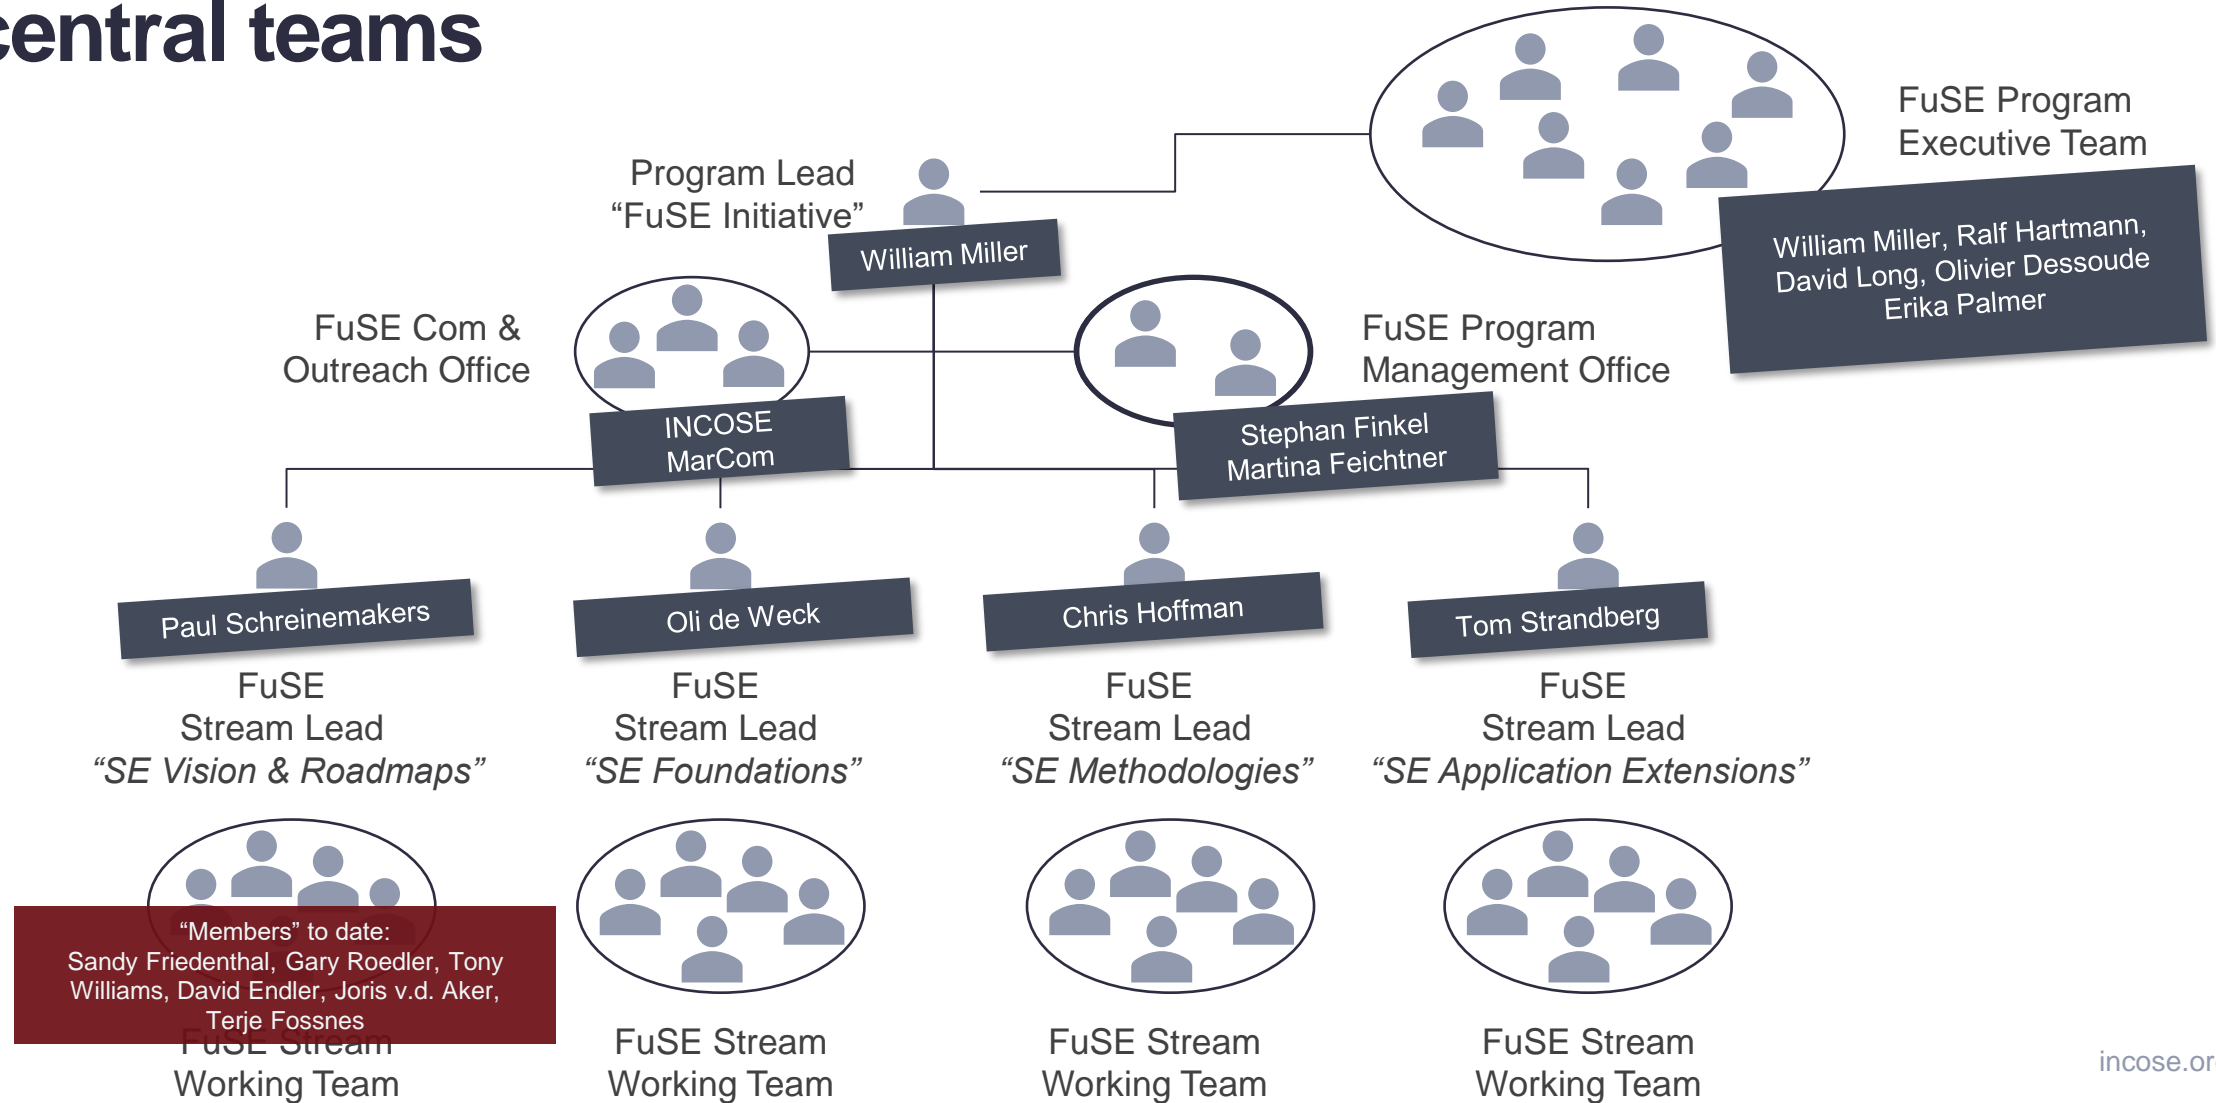 central teams
FuSE Program
Executive Team
William Miller, Ralf Hartmann,
David Long, Olivier Dessoude
Erika Palmer
Program Lead
“FuSE Initiative”
William Miller
FuSE Com &
Outreach Office
INCOSE
MarCom
FuSE Program
Management Office
Stephan Finkel
Martina Feichtner
Paul Schreinemakers
FuSE
Stream Lead
“SE Vision & Roadmaps”
Oli de Weck
FuSE
Stream Lead
“SE Foundations”
Chris Hoffman
FuSE
Stream Lead
“SE Methodologies”
Tom Strandberg
FuSE
Stream Lead
“SE Application Extensions”
“Members” to date:
Sandy Friedenthal, Gary Roedler, Tony
Williams, David Endler, Joris v.d. Aker,
Terje Fossnes
FuSE Stream
Working Team
FuSE Stream
Working Team
FuSE Stream
Working Team
FuSE Stream
Working Team
incose.or